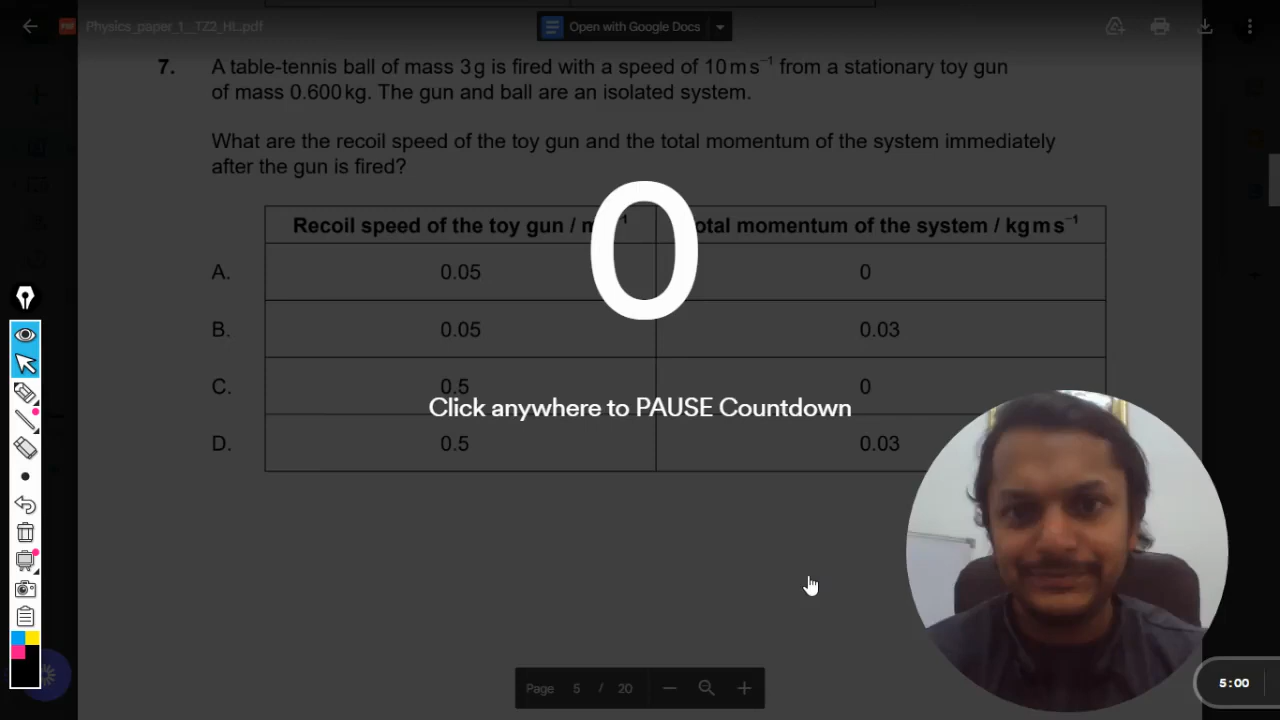 Physics_paper_1__TZ2_HL.pdf
Open with Google Docs
7. A table-tennis ball of mass 3 g is fired with a speed of 10 m s⁻¹ from a stationary toy gun
of mass 0.600 kg. The gun and ball are an isolated system.
What are the recoil speed of the toy gun and the total momentum of the system immediately
after the gun is fired?
0
Recoil speed of the toy gun / m ⁻¹ otal momentum of the system / kg m s⁻¹
A. 0.05 0
B. 0.05 0.03
C. 0.5 0
Click anywhere to PAUSE Countdown
D. 0.5 0.03
5:00
Page 5 / 20